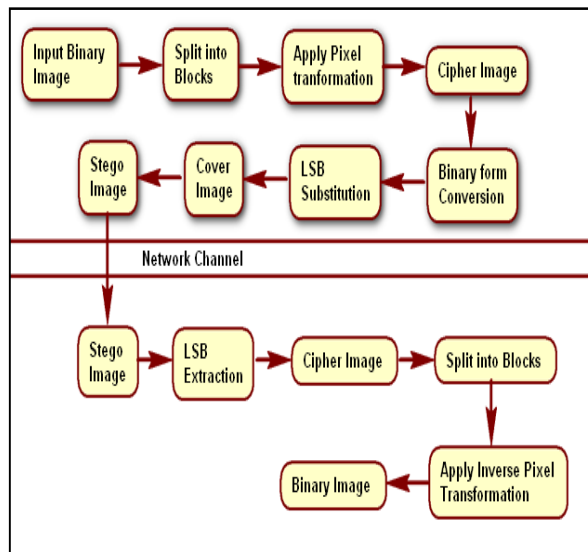 Input Binary
Image
Split into
Blocks
Apply Pixel
tranformation
Cipher Image
Stego
Image
Cover
Image
LSB
Substitution
Binary form
Conversion
Network Channel
Stego
Image
LSB
Extraction
Cipher Image
Split into Blocks
Binary Image
Apply Inverse Pixel
Transformation